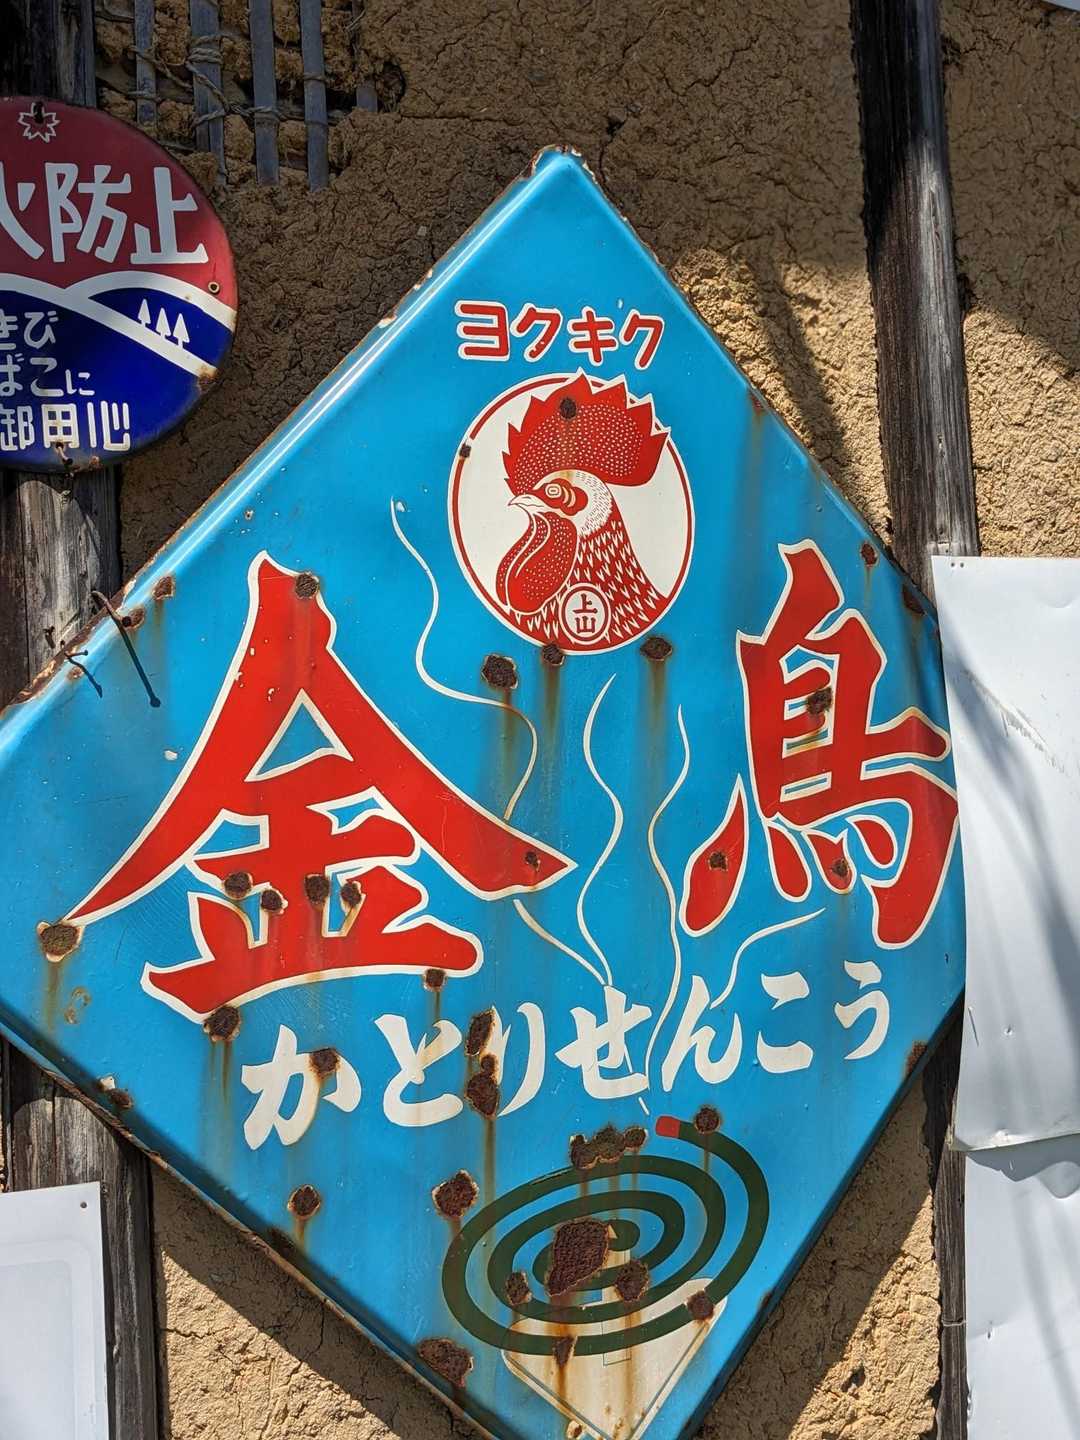 火防止
きび
ばこに
御用心
ヨクキク
上山
金鳥
かとりせんこう